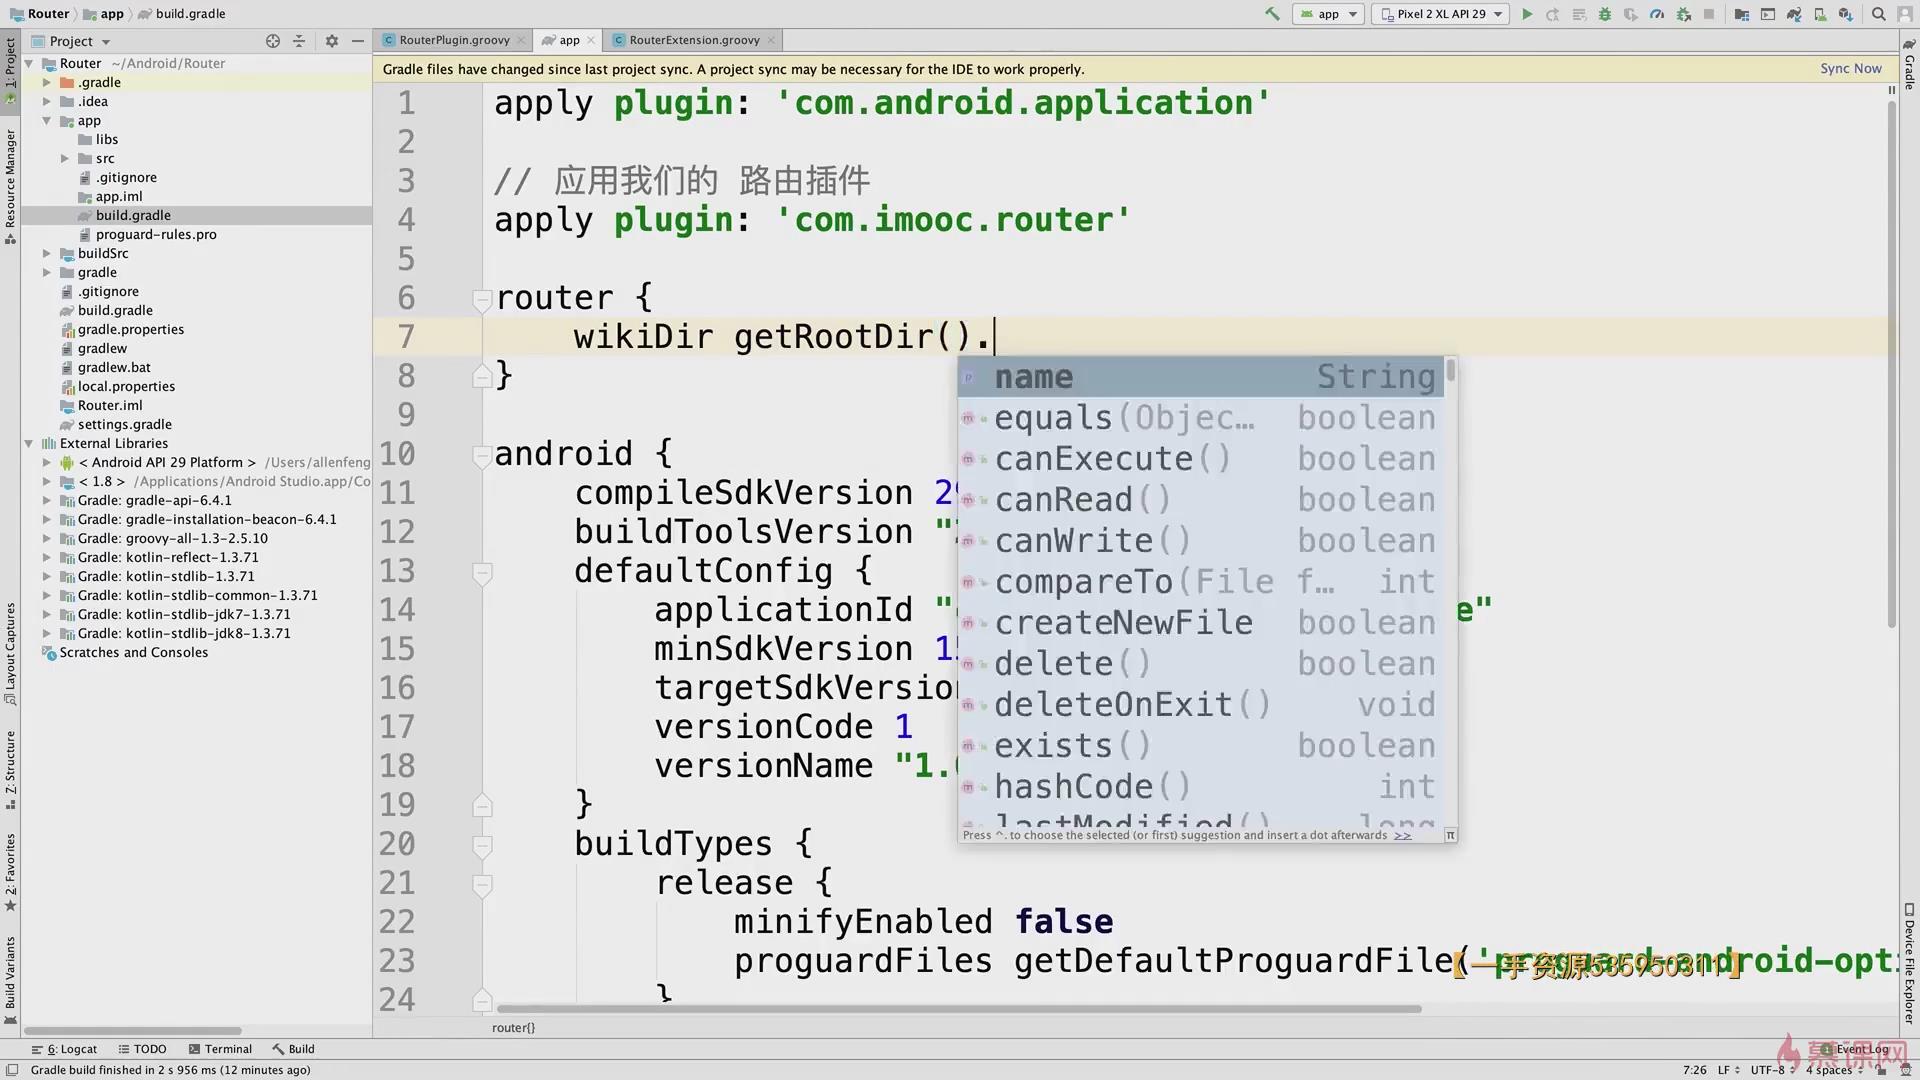 Router
app
build.gradle
app
Pixel 2 XL API 29
Project
RouterPlugin.groovy
app
RouterExtension.groovy
Gradle files have changed since last project sync. A project sync may be necessary for the IDE to work properly.
Sync Now
1: Project
Resource Manager
Layout Captures
Z: Structure
2: Favorites
Build Variants
Router ~/Android/Router
.gradle
.idea
app
libs
src
.gitignore
app.iml
build.gradle
proguard-rules.pro
buildSrc
gradle
.gitignore
build.gradle
gradle.properties
gradlew
gradlew.bat
local.properties
Router.iml
settings.gradle
External Libraries
< Android API 29 Platform > /Users/allenfeng
< 1.8 > /Applications/Android Studio.app/Co
Gradle: gradle-api-6.4.1
Gradle: gradle-installation-beacon-6.4.1
Gradle: groovy-all-1.3-2.5.10
Gradle: kotlin-reflect-1.3.71
Gradle: kotlin-stdlib-1.3.71
Gradle: kotlin-stdlib-common-1.3.71
Gradle: kotlin-stdlib-jdk7-1.3.71
Gradle: kotlin-stdlib-jdk8-1.3.71
Scratches and Consoles
1 apply plugin: 'com.android.application'
2
3 // 应用我们的 路由插件
4 apply plugin: 'com.imooc.router'
5
6 router {
7 wikiDir getRootDir().
8 }
9
10 android {
11 compileSdkVersion 29
12 buildToolsVersion "
13 defaultConfig {
14 applicationId " e"
15 minSdkVersion 15
16 targetSdkVersion
17 versionCode 1
18 versionName "1.0
19 }
20 buildTypes {
21 release {
22 minifyEnabled false
23 proguardFiles getDefaultProguardFile('proguard-android-opt
24 }
name String
equals(Objec… boolean
canExecute() boolean
canRead() boolean
canWrite() boolean
compareTo(File f… int
createNewFile boolean
delete() boolean
deleteOnExit() void
exists() boolean
hashCode() int
lastModified() long
Press ^. to choose the selected (or first) suggestion and insert a dot afterwards >> π
【一手资源535950311】
router{}
Gradle
Device File Explorer
6: Logcat
TODO
Terminal
Build
Event Log
慕课网
Gradle build finished in 2 s 956 ms (12 minutes ago)
7:26 LF UTF-8 4 spaces